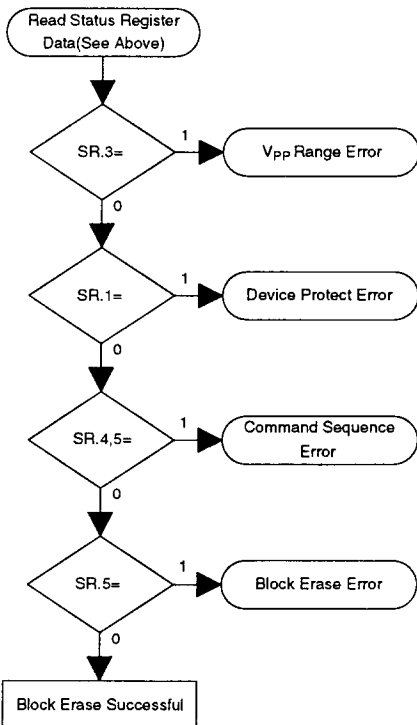 Read Status Register
Data(See Above)
SR.3=
1
VPP Range Error
0
SR.1=
1
Device Protect Error
0
SR.4,5=
1
Command Sequence
Error
0
SR.5=
1
Block Erase Error
0
Block Erase Successful